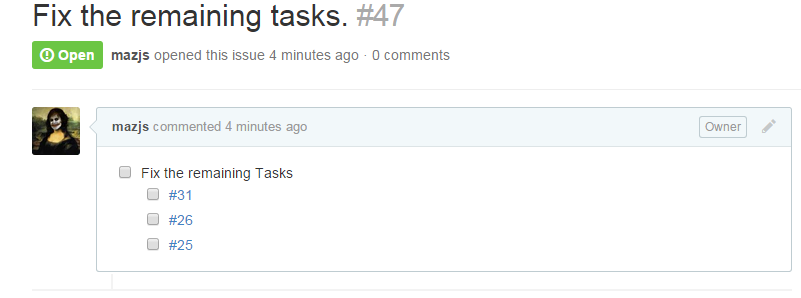 Fix the remaining tasks. #47
Open mazjs opened this issue 4 minutes ago · 0 comments
mazjs commented 4 minutes ago Owner
Fix the remaining Tasks
#31
#26
#25